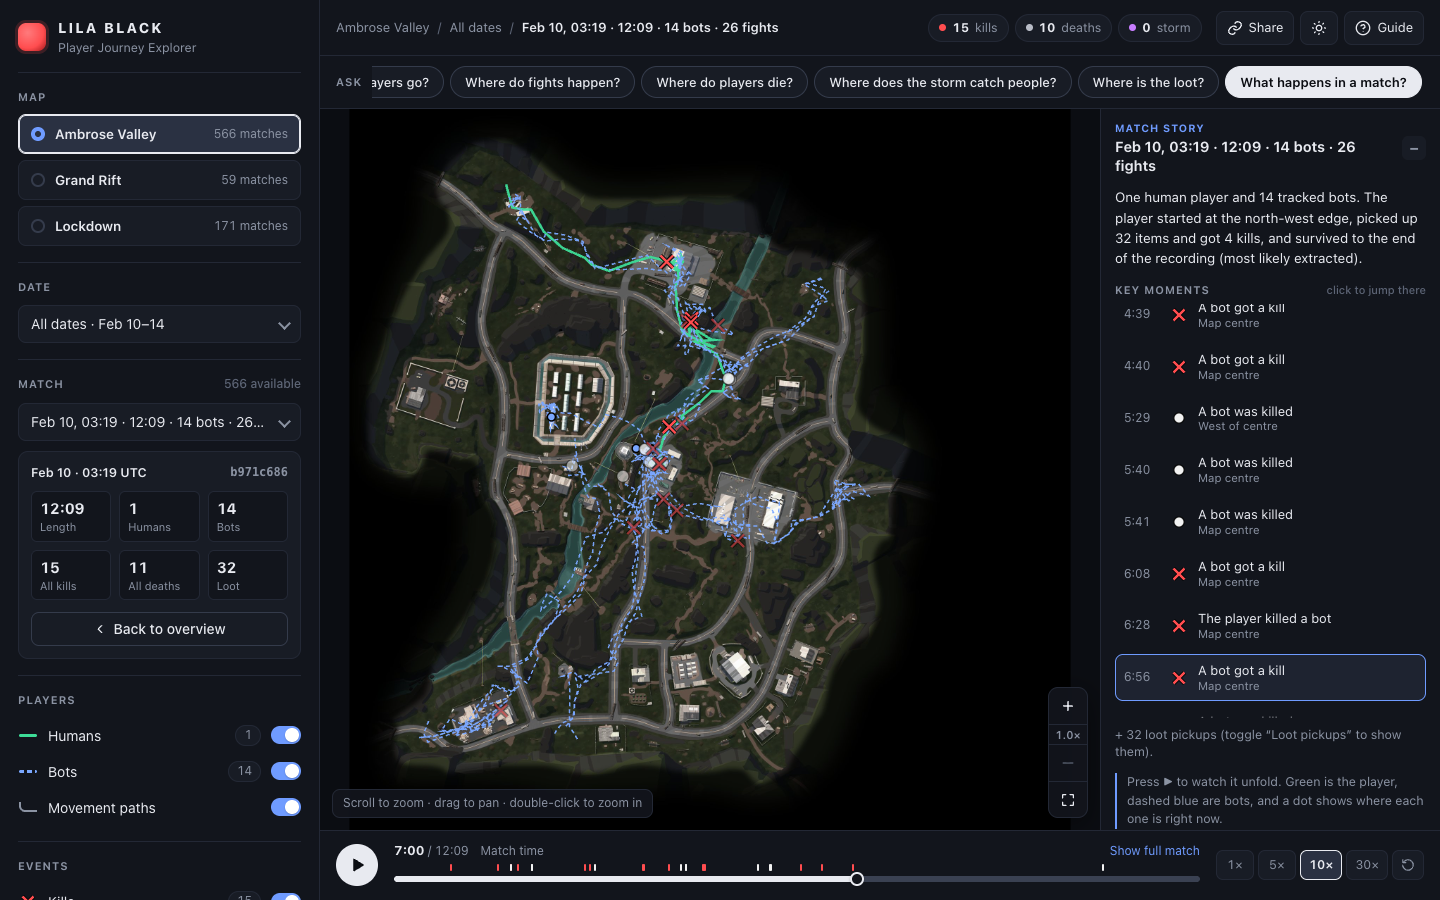 LILA BLACK
Player Journey Explorer
MAP
Ambrose Valley 566 matches
Grand Rift 59 matches
Lockdown 171 matches
DATE
All dates · Feb 10–14
MATCH 566 available
Feb 10, 03:19 · 12:09 · 14 bots · 26...
Feb 10 · 03:19 UTC b971c686
12:09 1 14
Length Humans Bots
15 11 32
All kills All deaths Loot
Back to overview
PLAYERS
Humans 1
Bots 14
Movement paths
EVENTS
Kills 15
Ambrose Valley / All dates / Feb 10, 03:19 · 12:09 · 14 bots · 26 fights
15 kills 10 deaths 0 storm Share Guide
ASK ayers go? Where do fights happen? Where do players die? Where does the storm catch people? Where is the loot? What happens in a match?
+
1.0×
−
Scroll to zoom · drag to pan · double-click to zoom in
MATCH STORY
Feb 10, 03:19 · 12:09 · 14 bots · 26
fights
−
One human player and 14 tracked bots. The
player started at the north-west edge, picked up
32 items and got 4 kills, and survived to the end
of the recording (most likely extracted).
KEY MOMENTS click to jump there
4:39 A bot got a kill
Map centre
4:40 A bot got a kill
Map centre
5:29 A bot was killed
West of centre
5:40 A bot was killed
Map centre
5:41 A bot was killed
Map centre
6:08 A bot got a kill
Map centre
6:28 The player killed a bot
Map centre
6:56 A bot got a kill
Map centre
+ 32 loot pickups (toggle “Loot pickups” to show
them).
Press ▶ to watch it unfold. Green is the player,
dashed blue are bots, and a dot shows where each
one is right now.
7:00 / 12:09 Match time Show full match
1× 5× 10× 30×